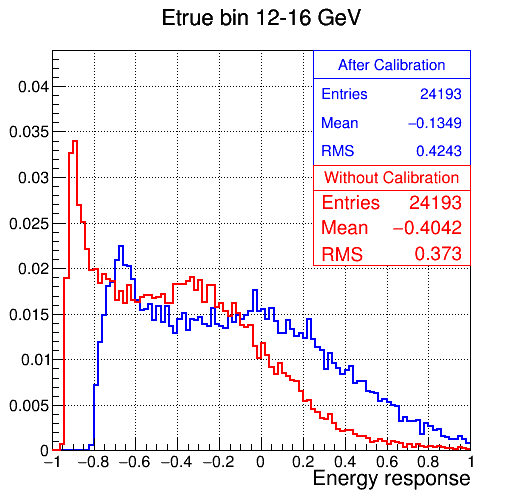 Etrue bin 12-16 GeV
After Calibration
Entries 24193
Mean −0.1349
RMS 0.4243
Without Calibration
Entries 24193
Mean −0.4042
RMS 0.373
0.04
0.035
0.03
0.025
0.02
0.015
0.01
0.005
0
−1 −0.8 −0.6 −0.4 −0.2 0 0.2 0.4 0.6 0.8 1
Energy response